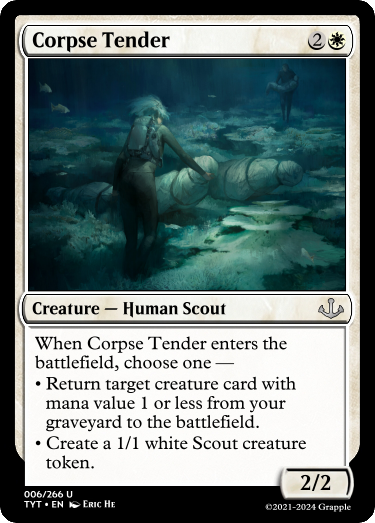 Corpse Tender 2
Creature — Human Scout
When Corpse Tender enters the
battlefield, choose one —
• Return target creature card with
mana value 1 or less from your
graveyard to the battlefield.
• Create a 1/1 white Scout creature
token.
2/2
006/266 U
TYT • EN Eric He
©2021-2024 Grapple